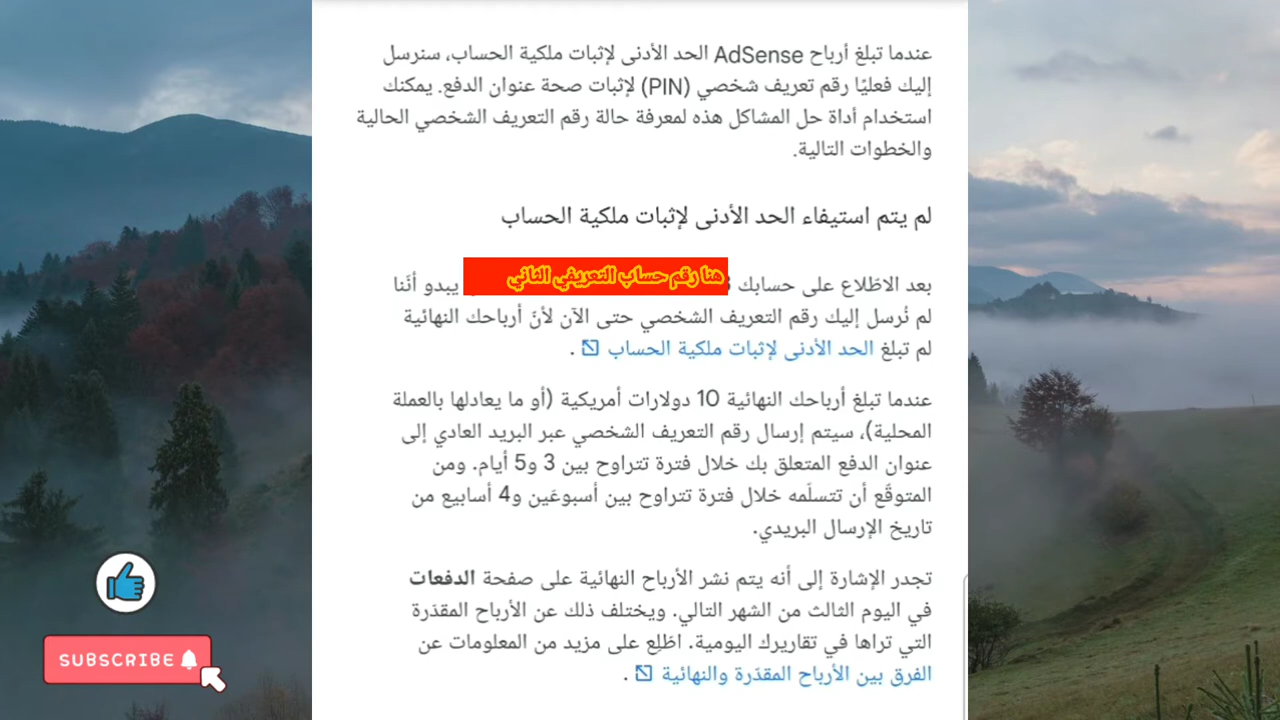 عندما تبلغ أرباح AdSense الحد الأدنى لإثبات ملكية الحساب، سنرسل
إليك فعليًا رقم تعريف شخصي (PIN) لإثبات صحة عنوان الدفع. يمكنك
استخدام أداة حل المشاكل هذه لمعرفة حالة رقم التعريف الشخصي الحالية
والخطوات التالية.
لم يتم استيفاء الحد الأدنى لإثبات ملكية الحساب
بعد الاطّلاع على حسابك هنا رقم حساب التعريفي الثاني يبدو أنّنا
لم نُرسل إليك رقم التعريف الشخصي حتى الآن لأنّ أرباحك النهائية
لم تبلغ الحد الأدنى لإثبات ملكية الحساب .
عندما تبلغ أرباحك النهائية 10 دولارات أمريكية (أو ما يعادلها بالعملة
المحلية)، سيتم إرسال رقم التعريف الشخصي عبر البريد العادي إلى
عنوان الدفع المتعلق بك خلال فترة تتراوح بين 3 و5 أيام. ومن
المتوقَّع أن تتسلّمه خلال فترة تتراوح بين أسبوعَين و4 أسابيع من
تاريخ الإرسال البريدي.
تجدر الإشارة إلى أنه يتم نشر الأرباح النهائية على صفحة الدفعات
في اليوم الثالث من الشهر التالي. ويختلف ذلك عن الأرباح المقدّرة
التي تراها في تقاريرك اليومية. اطّلِع على مزيد من المعلومات عن
الفرق بين الأرباح المقدّرة والنهائية .
SUBSCRIBE